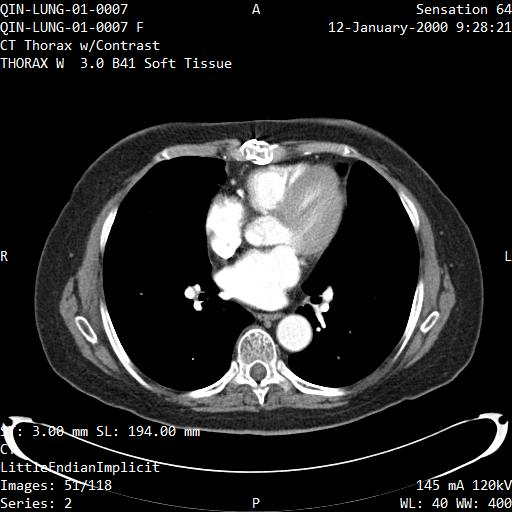 QIN-LUNG-01-0007
A
Sensation 64
QIN-LUNG-01-0007 F
12-January-2000 9:28:21
CT Thorax w/Contrast
THORAX W 3.0 B41 Soft Tissue
R
L
3.00 mm SL: 194.00 mm
LittleEndianImplicit
Images: 51/118
145 mA 120kV
Series: 2
P
WL: 40 WW: 400